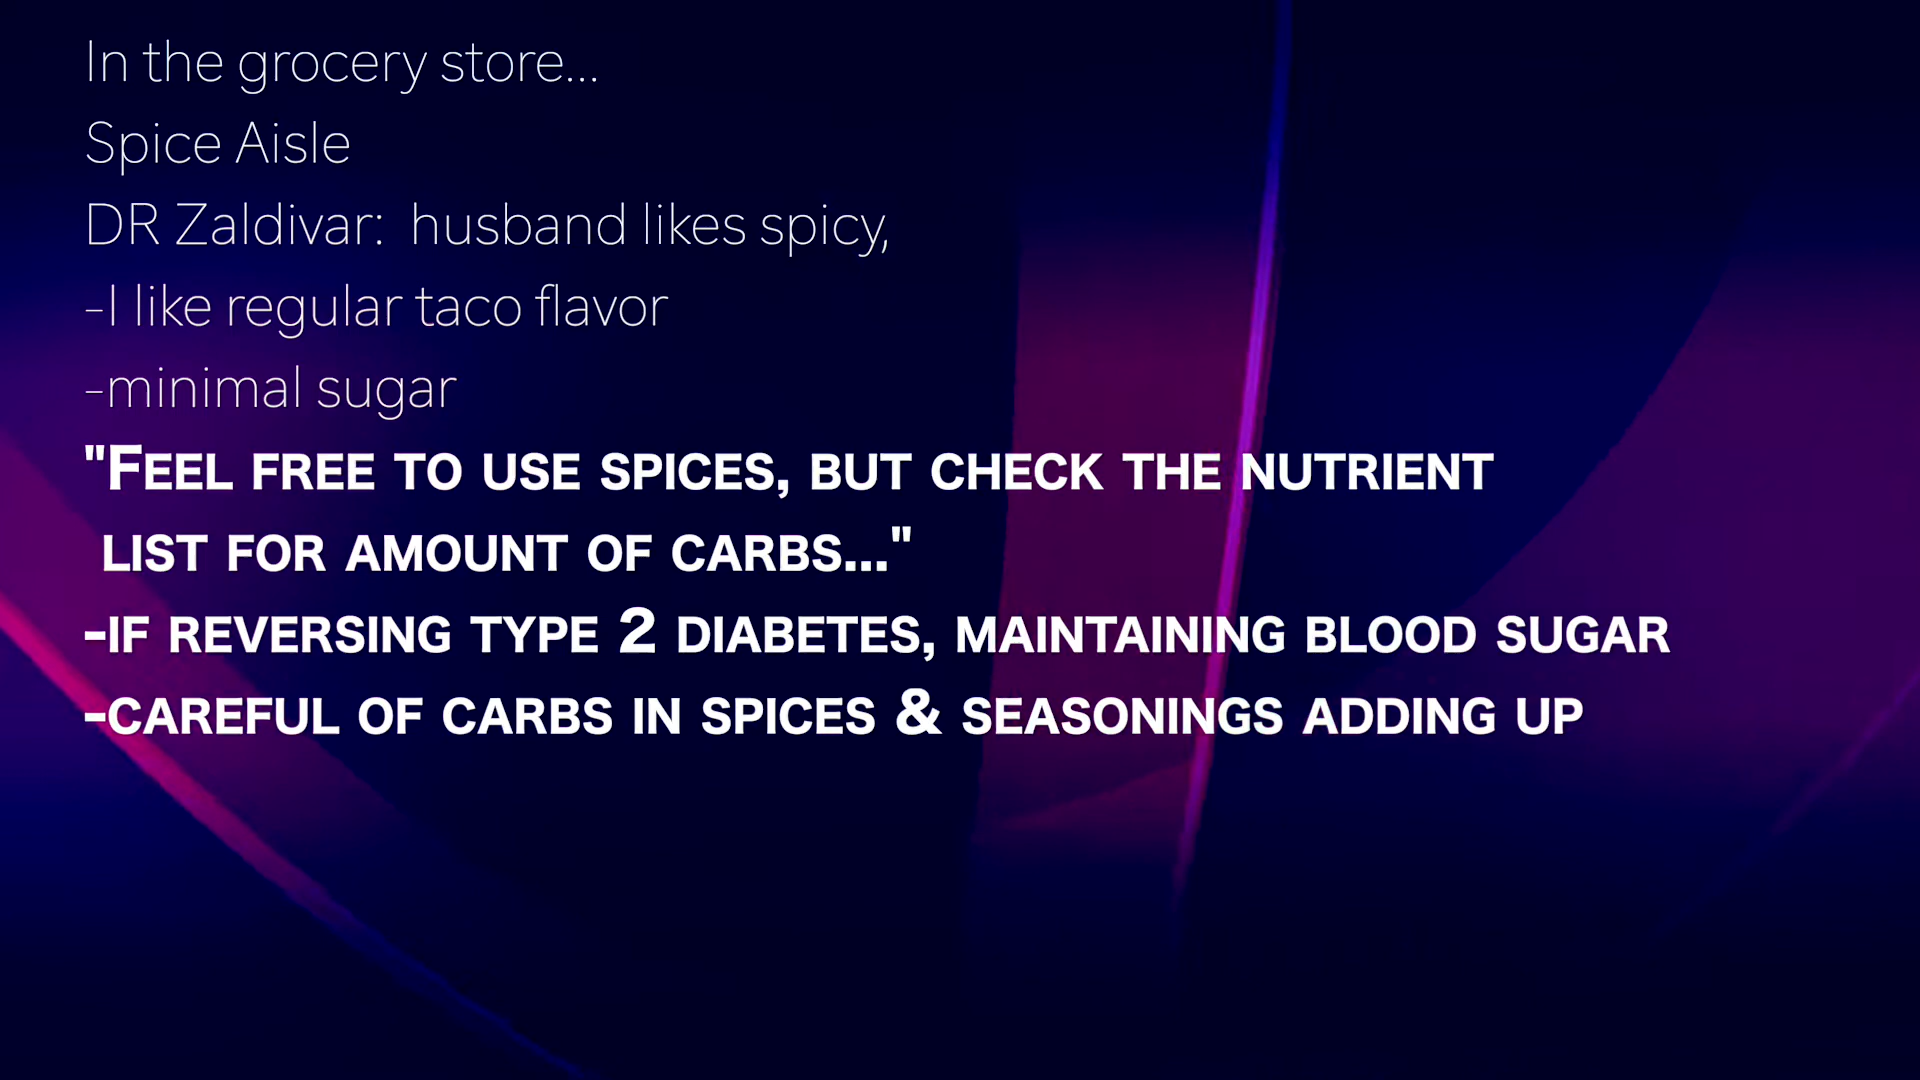 In the grocery store...
Spice Aisle
DR Zaldivar:  husband likes spicy,
-I like regular taco flavor
-minimal sugar
"Feel free to use spices, but check the nutrient
list for amount of carbs..."
-if reversing type 2 diabetes, maintaining blood sugar
-careful of carbs in spices & seasonings adding up